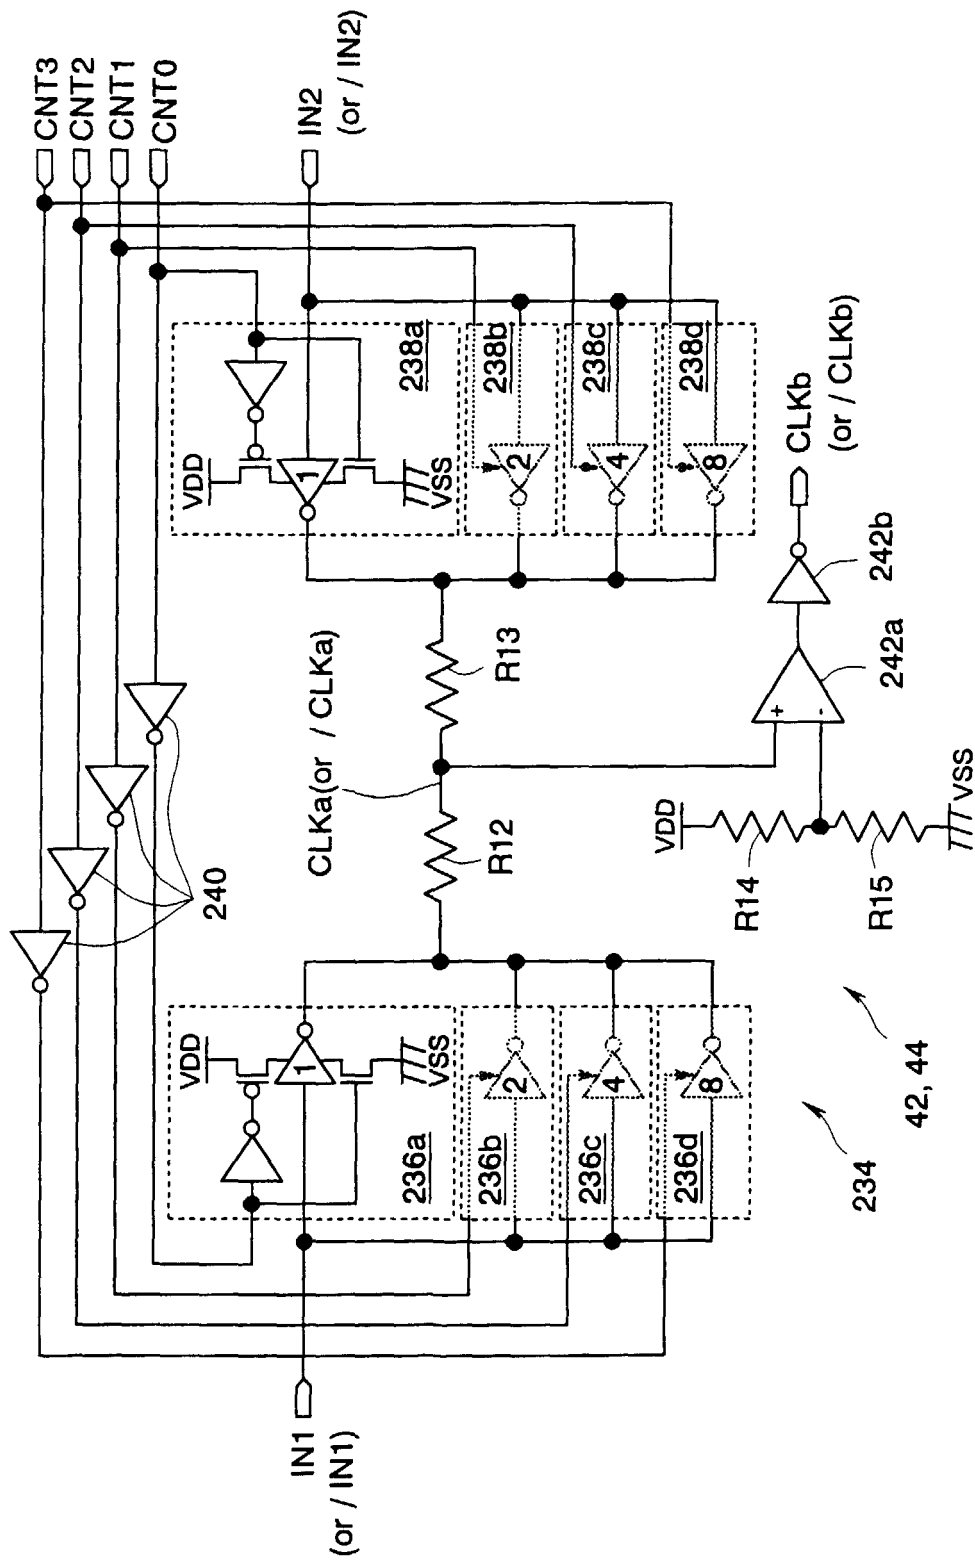 CNT3
CNT2
CNT1
CNT0
IN2
(or / IN2)
240
VDD
1
VSS
238a
2
238b
4
238c
8
238d
CLKa(or / CLKa)
R12
R13
VDD
1
VSS
236a
2
236b
4
236c
8
236d
IN1
(or / IN1)
VDD
R14
R15
VSS
+
-
242a
242b
CLKb
(or / CLKb)
234
42, 44